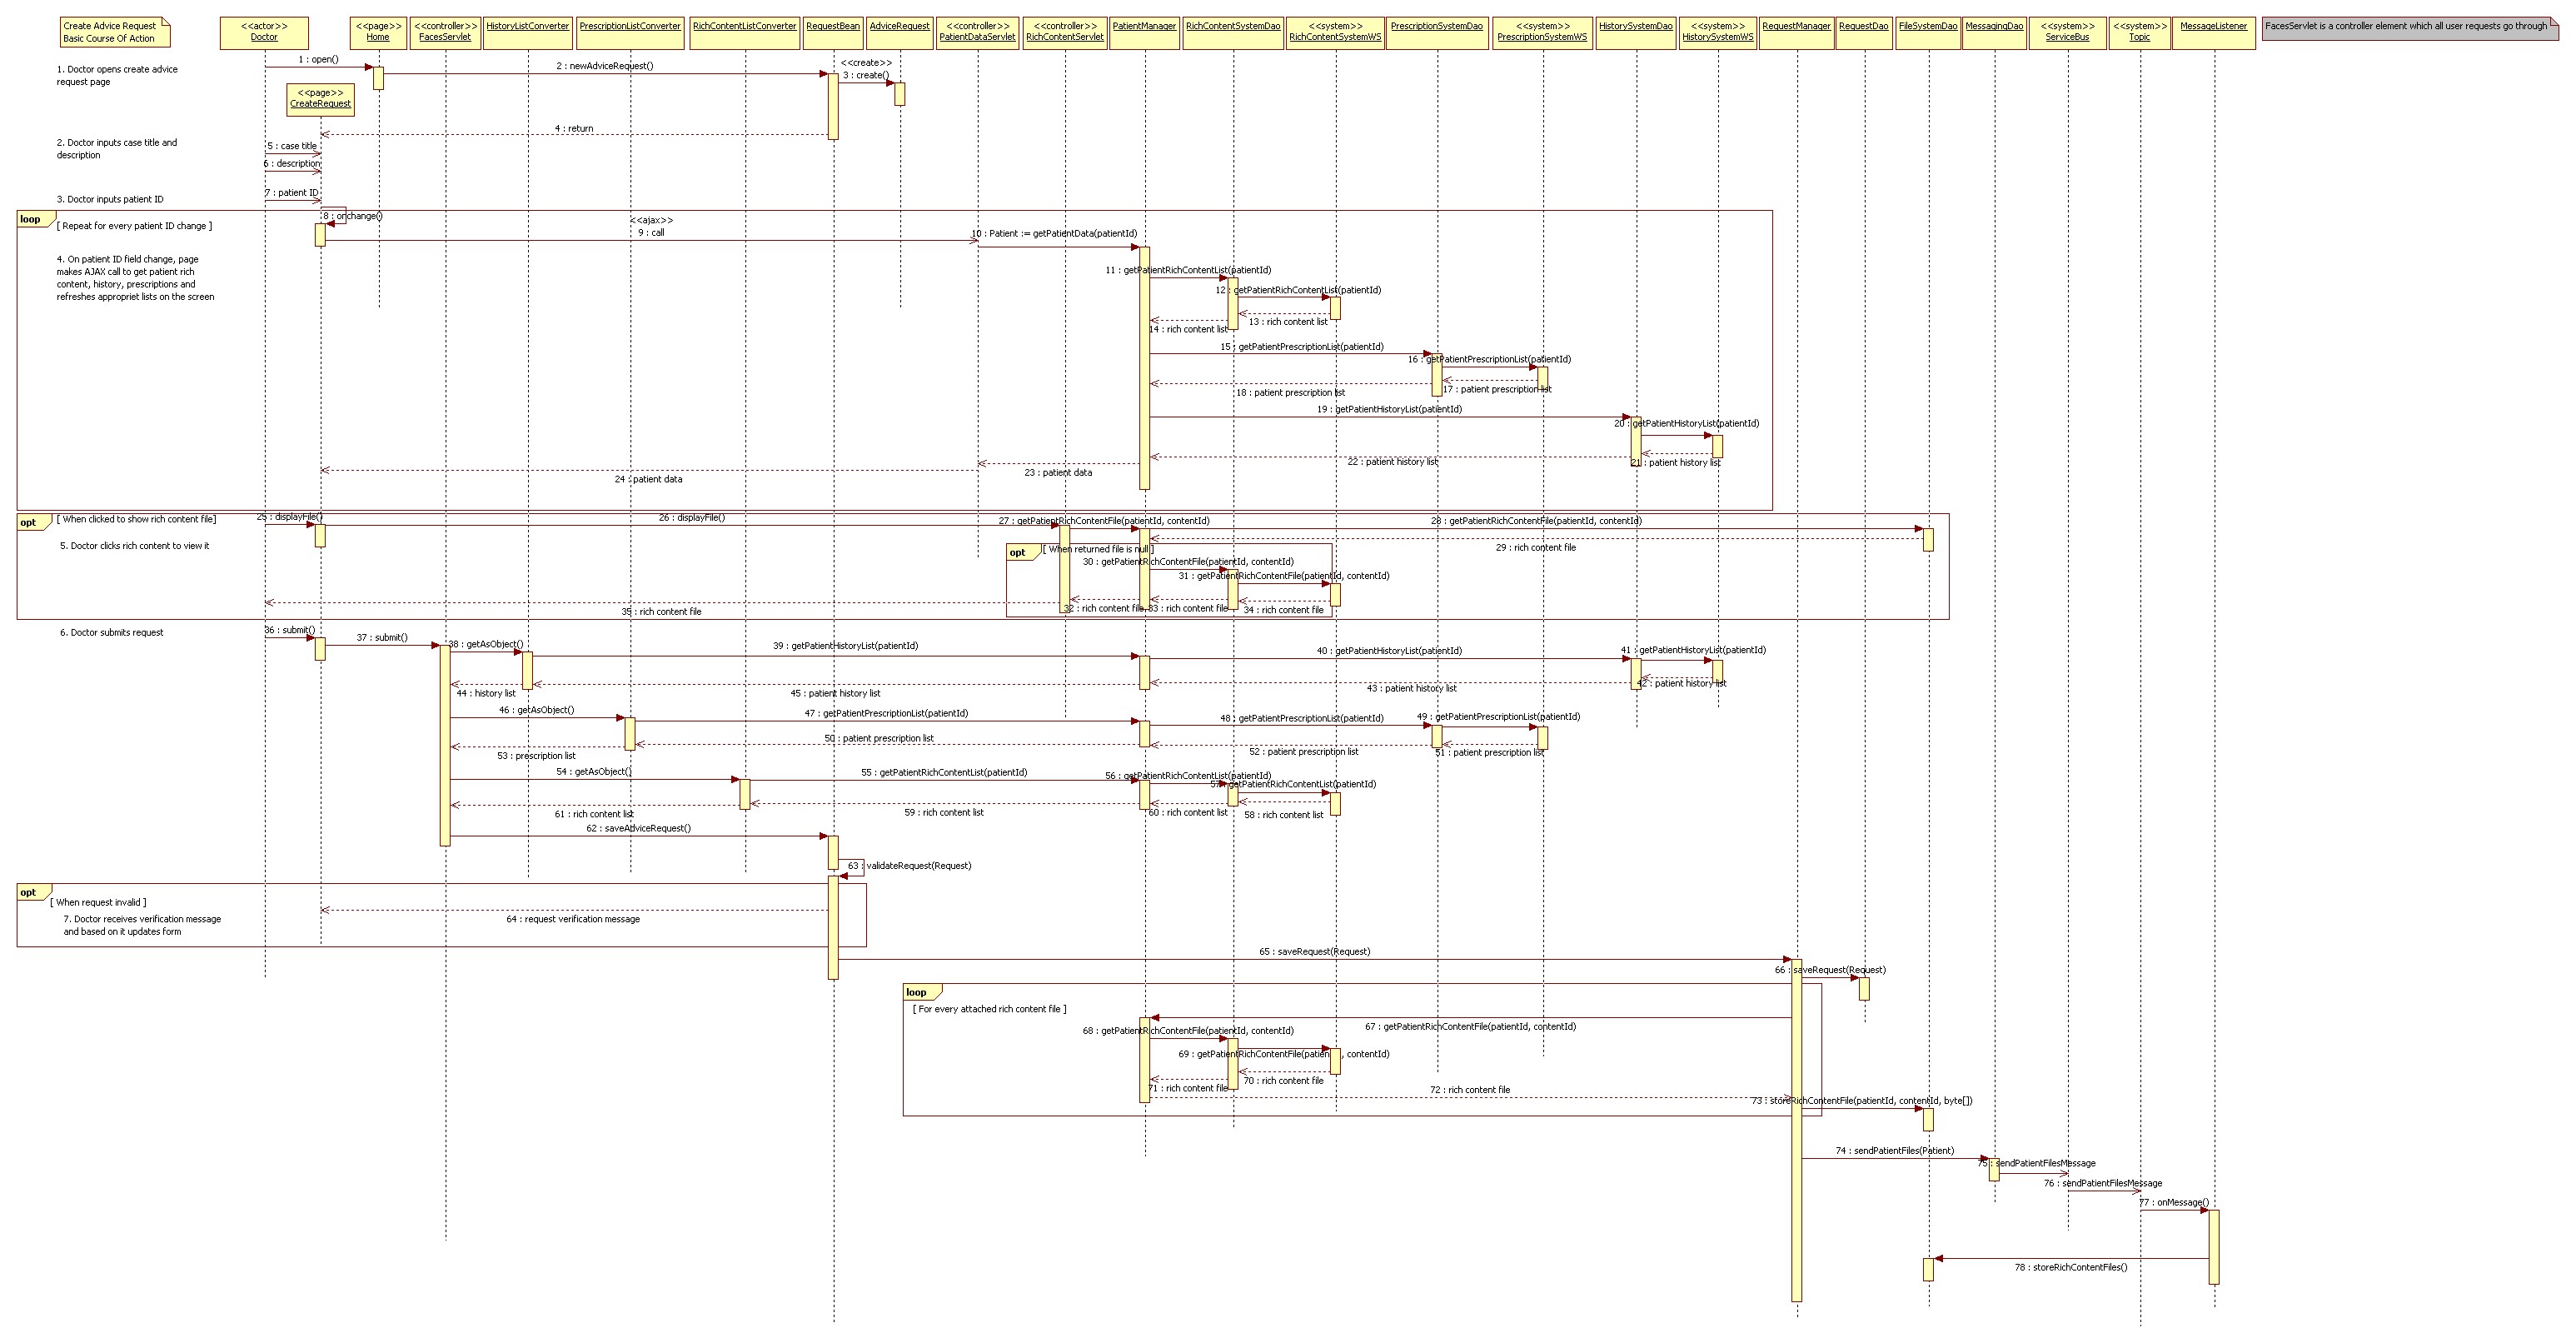 Create Advice Request
Basic Course Of Action
<<actor>>
Doctor
<<page>>
Home
<<controller>>
FacesServlet
HistoryListConverter
PrescriptionListConverter
RichContentListConverter
RequestBean
AdviceRequest
<<controller>>
PatientDataServlet
<<controller>>
RichContentServlet
PatientManager
RichContentSystemDao
<<system>>
RichContentSystemWS
PrescriptionSystemDao
<<system>>
PrescriptionSystemWS
HistorySystemDao
<<system>>
HistorySystemWS
RequestManager
RequestDao
FileSystemDao
MessagingDao
<<system>>
ServiceBus
<<system>>
Topic
MessageListener
FacesServlet is a controller element which all user requests go through
1. Doctor opens create advice
request page
1 : open()
2 : newAdviceRequest()
<<create>>
3 : create()
<<page>>
CreateRequest
4 : return
2. Doctor inputs case title and
description
5 : case title
6 : description
3. Doctor inputs patient ID
7 : patient ID
loop
[ Repeat for every patient ID change ]
8 : onchange()
<<ajax>>
9 : call
10 : Patient := getPatientData(patientId)
4. On patient ID field change, page
makes AJAX call to get patient rich
content, history, prescriptions and
refreshes appropriet lists on the screen
11 : getPatientRichContentList(patientId)
12 : getPatientRichContentList(patientId)
13 : rich content list
14 : rich content list
15 : getPatientPrescriptionList(patientId)
16 : getPatientPrescriptionList(patientId)
17 : patient prescription list
18 : patient prescription list
19 : getPatientHistoryList(patientId)
20 : getPatientHistoryList(patientId)
21 : patient history list
22 : patient history list
23 : patient data
24 : patient data
opt
[ When clicked to show rich content file]
25 : displayFile()
26 : displayFile()
27 : getPatientRichContentFile(patientId, contentId)
28 : getPatientRichContentFile(patientId, contentId)
5. Doctor clicks rich content to view it
29 : rich content file
opt
[ When returned file is null ]
30 : getPatientRichContentFile(patientId, contentId)
31 : getPatientRichContentFile(patientId, contentId)
32 : rich content file
33 : rich content file
34 : rich content file
35 : rich content file
6. Doctor submits request
36 : submit()
37 : submit()
38 : getAsObject()
39 : getPatientHistoryList(patientId)
40 : getPatientHistoryList(patientId)
41 : getPatientHistoryList(patientId)
42 : patient history list
43 : patient history list
44 : history list
45 : patient history list
46 : getAsObject()
47 : getPatientPrescriptionList(patientId)
48 : getPatientPrescriptionList(patientId)
49 : getPatientPrescriptionList(patientId)
50 : patient prescription list
51 : patient prescription list
52 : patient prescription list
53 : prescription list
54 : getAsObject()
55 : getPatientRichContentList(patientId)
56 : getPatientRichContentList(patientId)
57 : getPatientRichContentList(patientId)
58 : rich content list
59 : rich content list
60 : rich content list
61 : rich content list
62 : saveAdviceRequest()
63 : validateRequest(Request)
opt
[ When request invalid ]
7. Doctor receives verification message
and based on it updates form
64 : request verification message
65 : saveRequest(Request)
66 : saveRequest(Request)
loop
[ For every attached rich content file ]
67 : getPatientRichContentFile(patientId, contentId)
68 : getPatientRichContentFile(patientId, contentId)
69 : getPatientRichContentFile(patientId, contentId)
70 : rich content file
71 : rich content file
72 : rich content file
73 : storeRichContentFile(patientId, contentId, byte[])
74 : sendPatientFiles(Patient)
75 : sendPatientFilesMessage
76 : sendPatientFilesMessage
77 : onMessage()
78 : storeRichContentFiles()